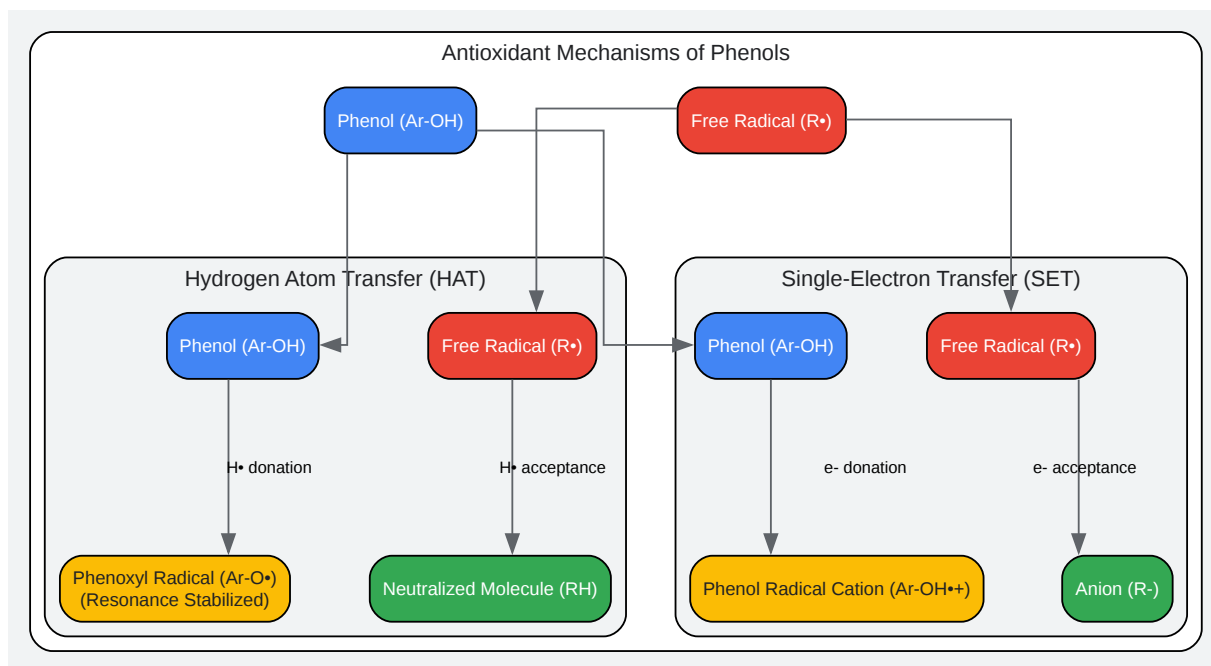 Antioxidant Mechanisms of Phenols
Phenol (Ar-OH)
Free Radical (R•)
Hydrogen Atom Transfer (HAT)
Single-Electron Transfer (SET)
Phenol (Ar-OH)
Free Radical (R•)
Phenol (Ar-OH)
Free Radical (R•)
H• donation
H• acceptance
e- donation
e- acceptance
Phenoxyl Radical (Ar-O•)
(Resonance Stabilized)
Neutralized Molecule (RH)
Phenol Radical Cation (Ar-OH•+)
Anion (R-)